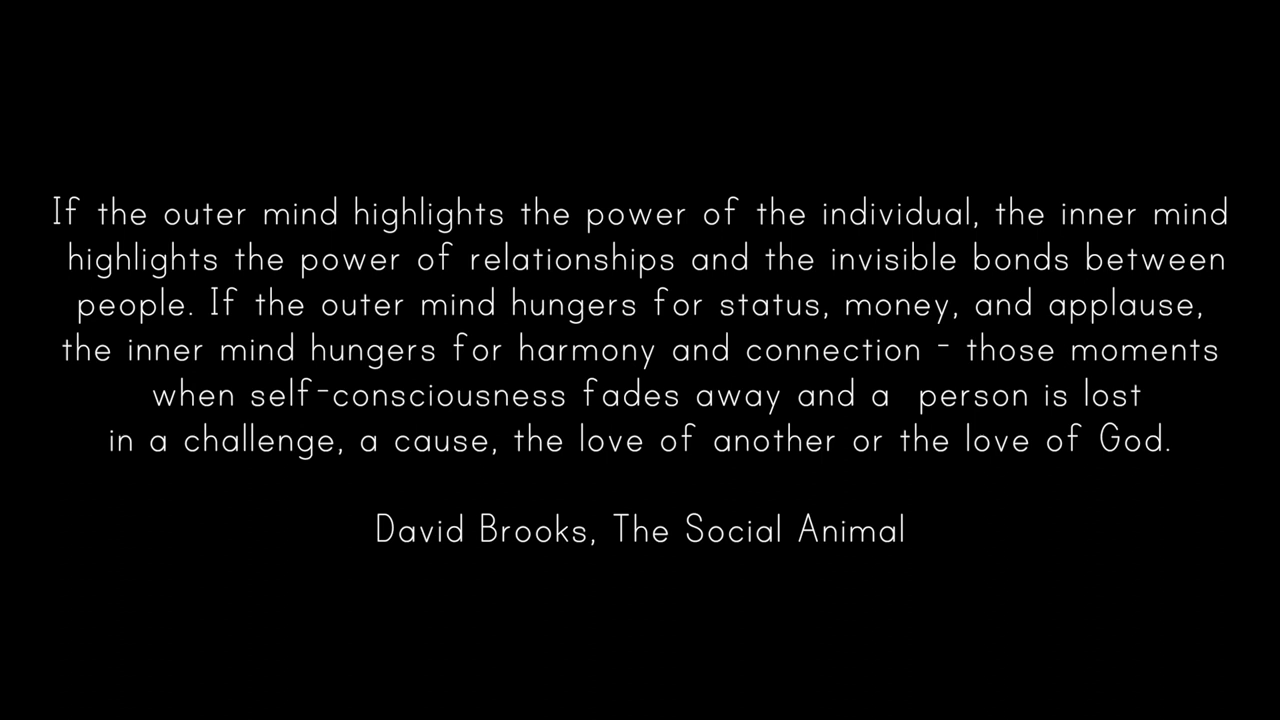 If the outer mind highlights the power of the individual, the inner mind
highlights the power of relationships and the invisible bonds between
people. If the outer mind hungers for status, money, and applause,
the inner mind hungers for harmony and connection - those moments
when self-consciousness fades away and a  person is lost
in a challenge, a cause, the love of another or the love of God.
David Brooks, The Social Animal